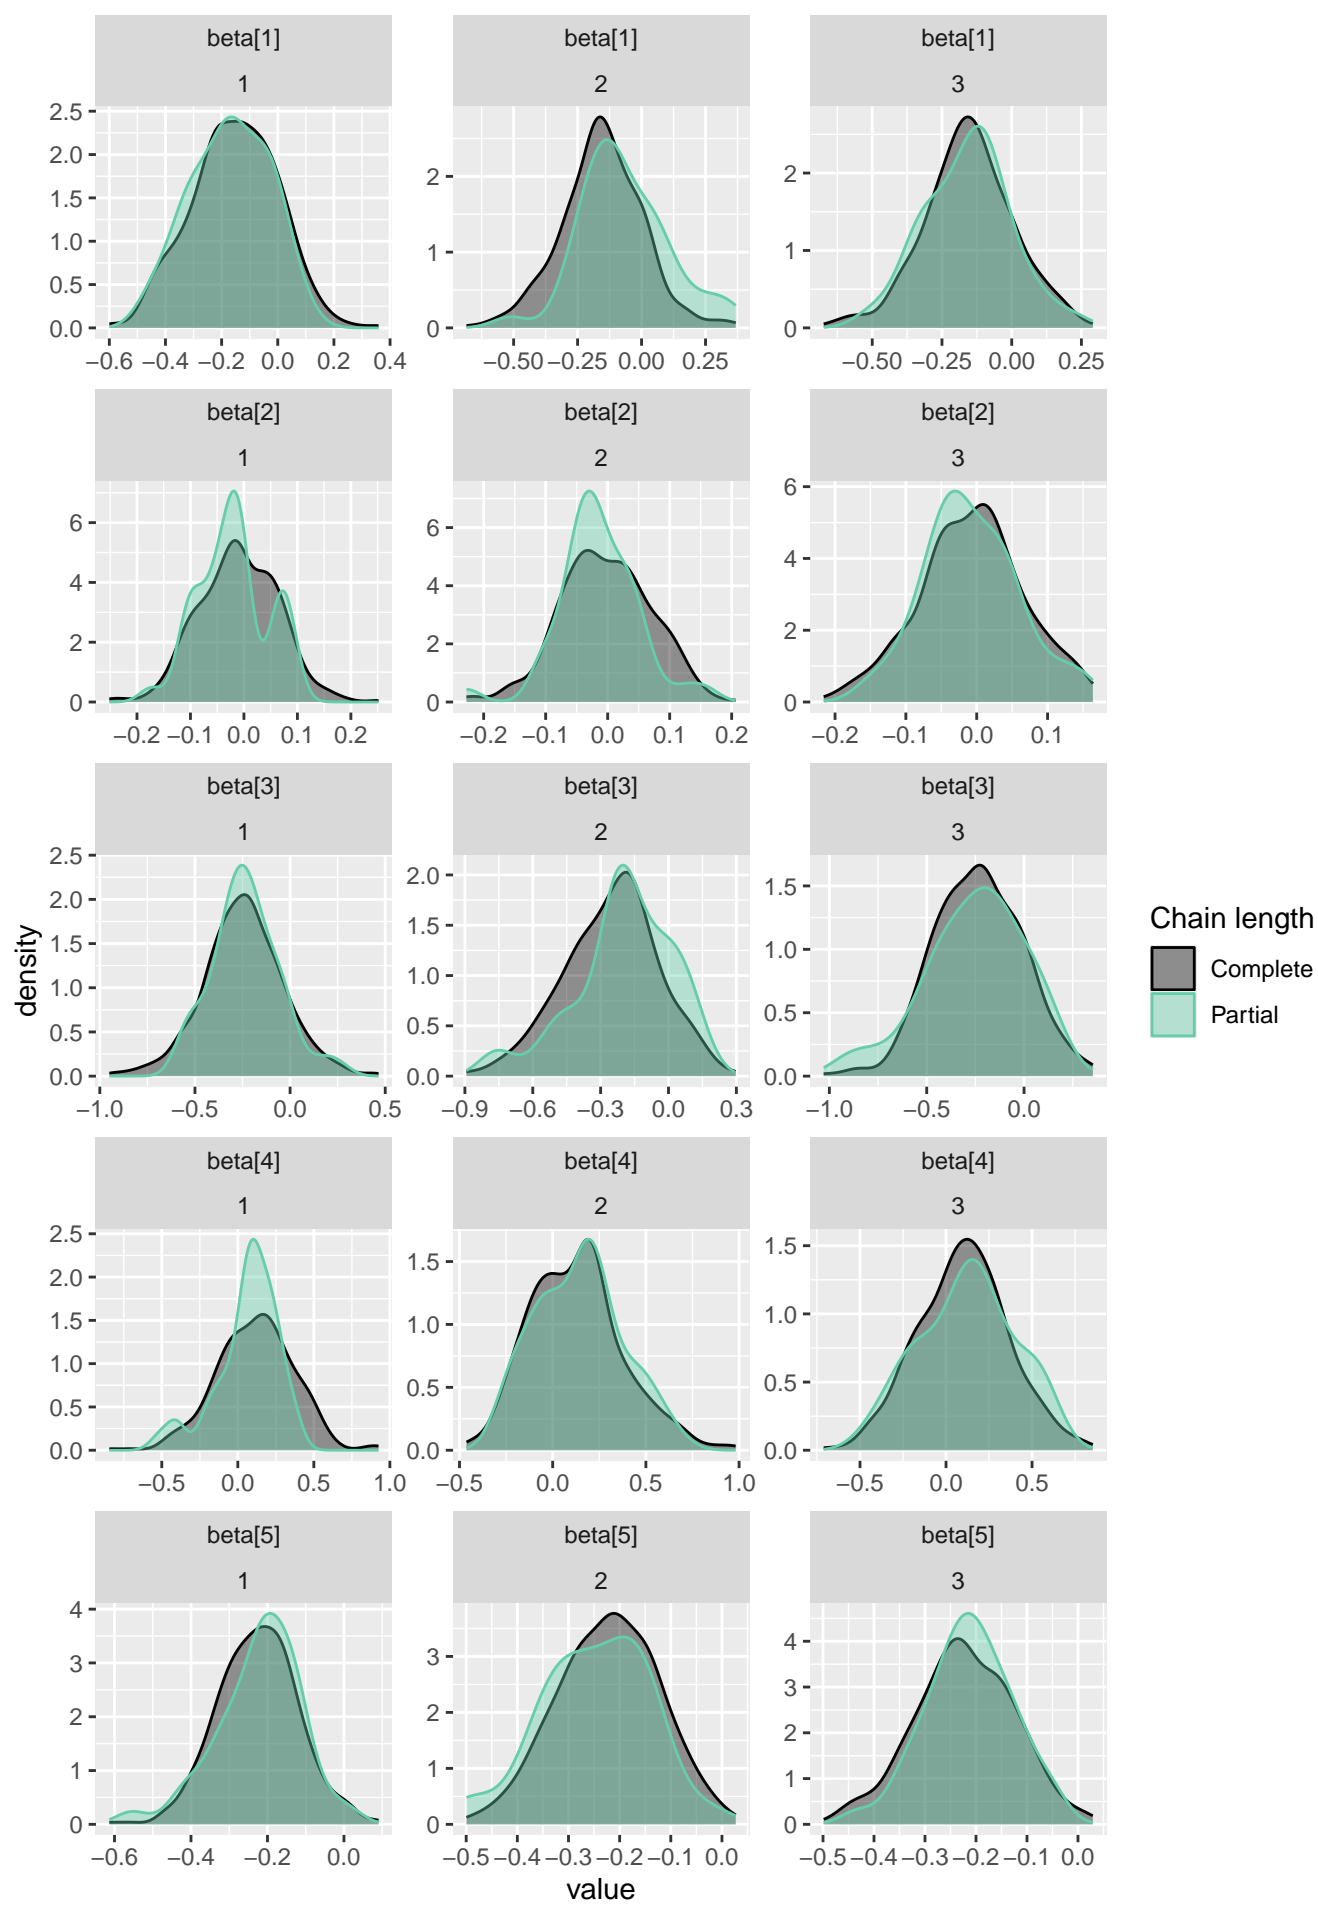 beta[1] beta[1] beta[1]
1 2 3
2.5
2.0
1.5
1.0
0.5
0.0
2
1
0
2
1
0
−0.6 −0.4 −0.2 0.0 0.2 0.4
−0.50 −0.25 0.00 0.25
−0.50 −0.25 0.00 0.25
beta[2] beta[2] beta[2]
1 2 3
6
4
2
0
6
4
2
0
6
4
2
0
−0.2 −0.1 0.0 0.1 0.2
−0.2 −0.1 0.0 0.1 0.2
−0.2 −0.1 0.0 0.1
beta[3] beta[3] beta[3]
1 2 3
2.5
2.0
1.5
1.0
0.5
0.0
2.0
1.5
1.0
0.5
0.0
1.5
1.0
0.5
0.0
−1.0 −0.5 0.0 0.5
−0.9 −0.6 −0.3 0.0 0.3
−1.0 −0.5 0.0
beta[4] beta[4] beta[4]
1 2 3
2.5
2.0
1.5
1.0
0.5
0.0
1.5
1.0
0.5
0.0
1.5
1.0
0.5
0.0
−0.5 0.0 0.5 1.0
−0.5 0.0 0.5 1.0
−0.5 0.0 0.5
beta[5] beta[5] beta[5]
1 2 3
4
3
2
1
0
3
2
1
0
4
3
2
1
0
−0.6 −0.4 −0.2 0.0
−0.5 −0.4 −0.3 −0.2 −0.1 0.0
−0.5 −0.4 −0.3 −0.2 −0.1 0.0
value
density
Chain length
Complete
Partial